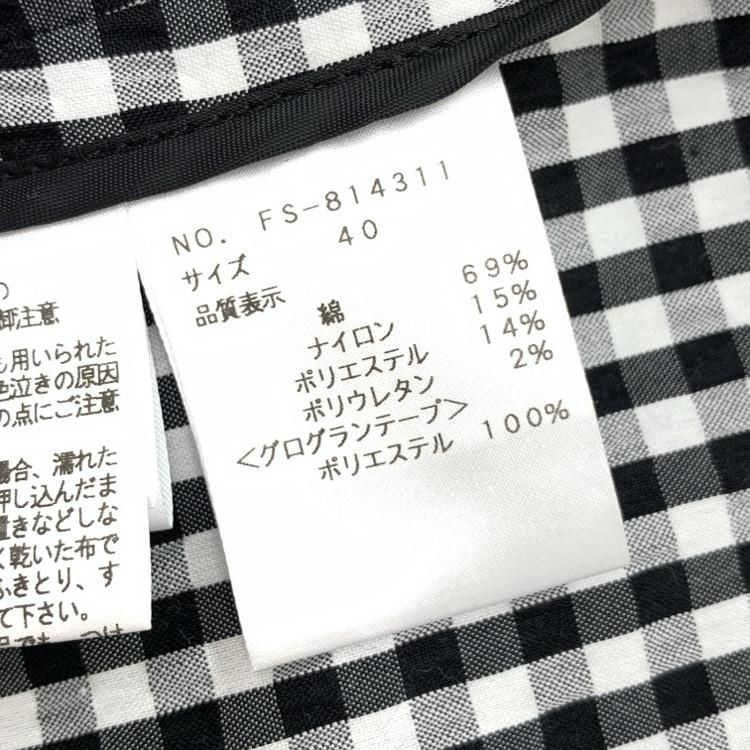 NO. FS-814311
サイズ 40
品質表示
綿 69%
ナイロン 15%
ポリエステル 14%
ポリウレタン 2%
<グログランテープ>
ポリエステル 100%
の
御注意
も用いられた
色泣きの原因
の点にご注意
場合、濡れた
押し込んだま
置きなどしな
く乾いた布で
ふきとり、す
て下さい。